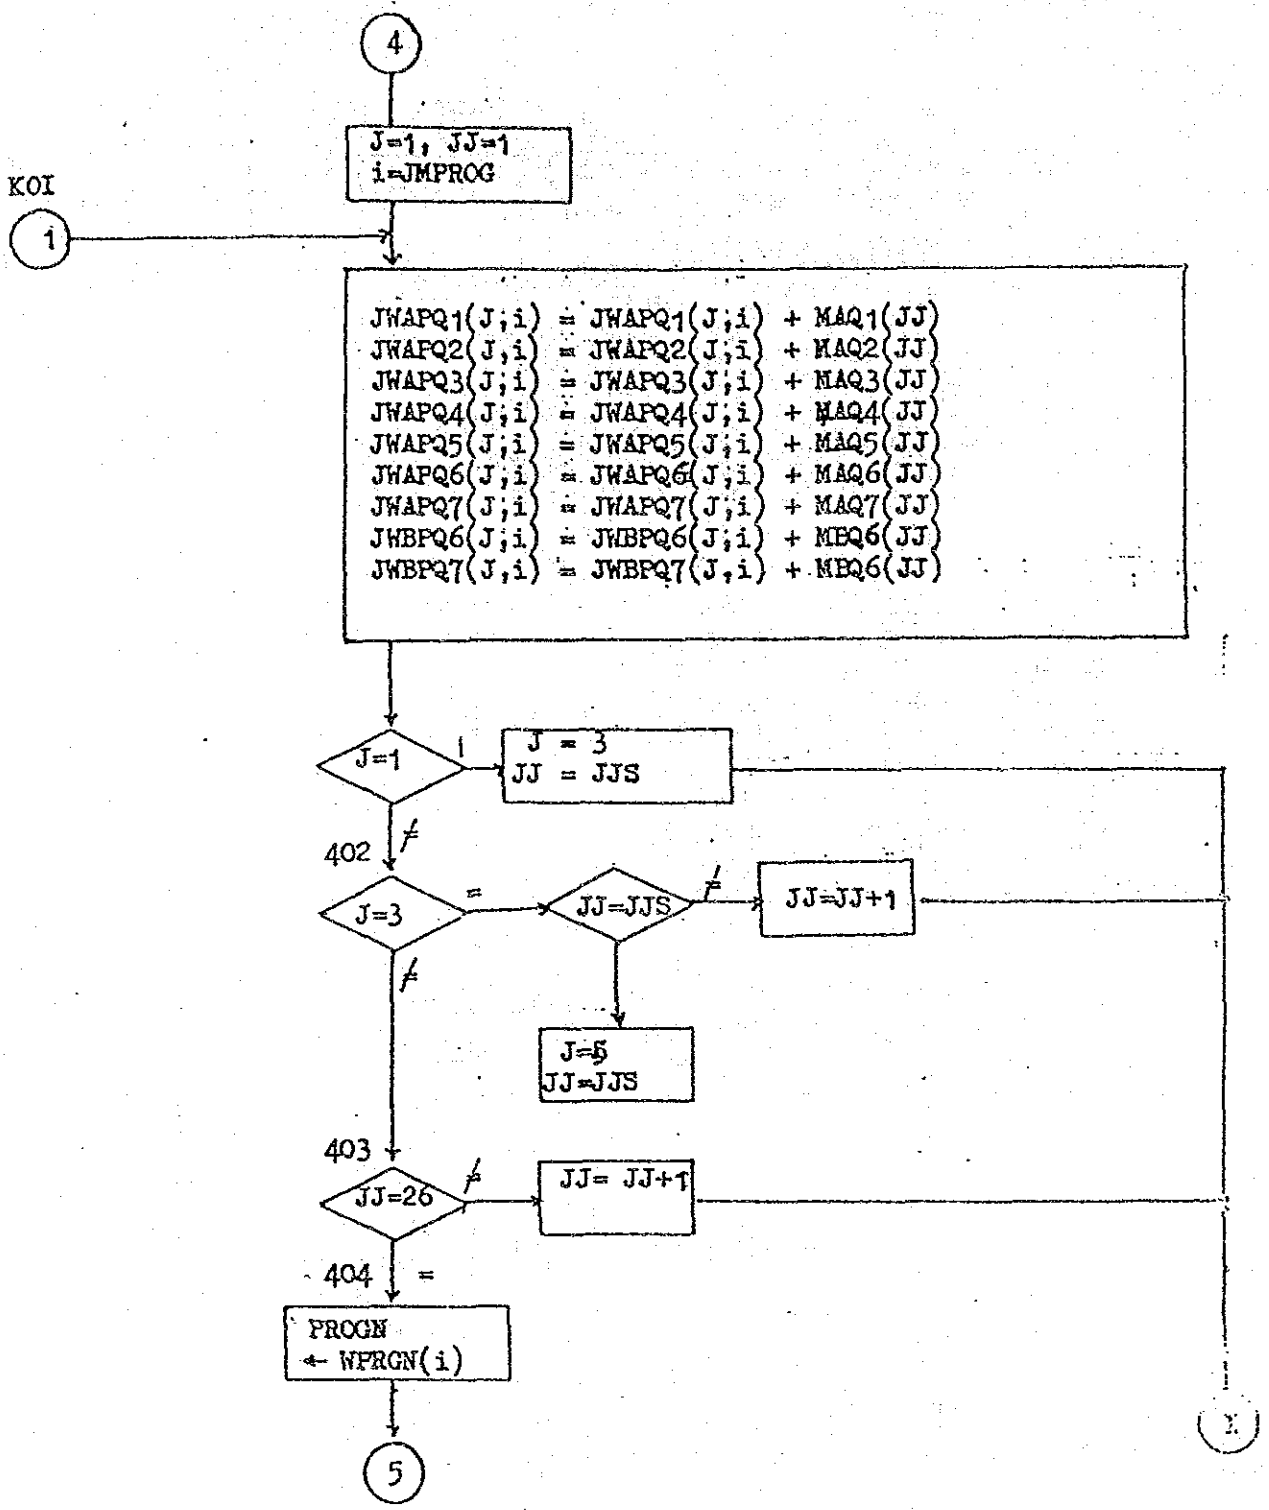 4
J=1, JJ=1
i=JMPROG
KOI
1
JWAPQ1(J;i) = JWAPQ1(J;i) + MAQ1(JJ)
JWAPQ2(J,i) = JWAPQ2(J,i) + MAQ2(JJ)
JWAPQ3(J;i) = JWAPQ3(J;i) + MAQ3(JJ)
JWAPQ4(J;i) = JWAPQ4(J;i) + MAQ4(JJ)
JWAPQ5(J;i) = JWAPQ5(J,i) + MAQ5(JJ)
JWAPQ6(J;i) = JWAPQ6(J;i) + MAQ6(JJ)
JWAPQ7(J;i) = JWAPQ7(J;i) + MAQ7(JJ)
JWBPQ6(J;i) = JWBPQ6(J;i) + MBQ6(JJ)
JWBPQ7(J,i) = JWBPQ7(J,i) + MBQ6(JJ)
J=1
J = 3
JJ = JJS
≠
402
J=3
=
JJ=JJS
≠
JJ=JJ+1
≠
J=5
JJ=JJS
403
JJ=26
≠
JJ= JJ+1
404 =
PROGN
← WPRGN(i)
5